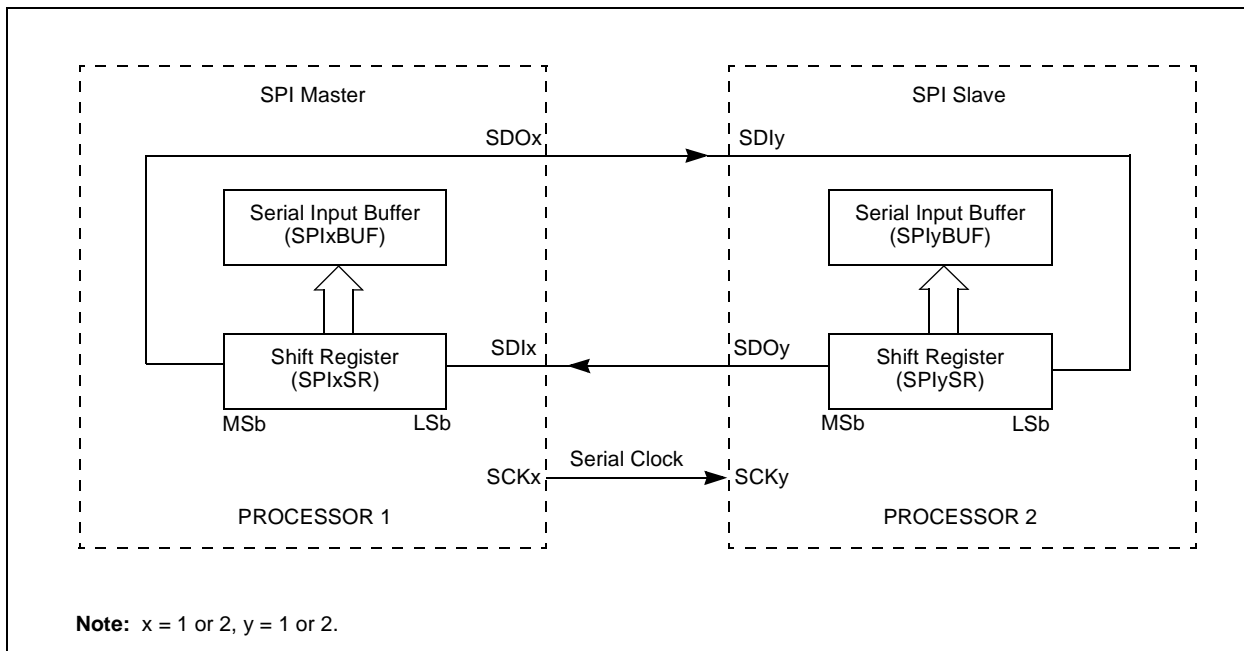 SPI Master
SPI Slave
SDOx
SDIy
Serial Input Buffer
(SPIxBUF)
Serial Input Buffer
(SPIyBUF)
SDIx
SDOy
Shift Register
(SPIxSR)
Shift Register
(SPIySR)
MSb
LSb
MSb
LSb
Serial Clock
SCKx
SCKy
PROCESSOR 1
PROCESSOR 2
Note: x = 1 or 2, y = 1 or 2.